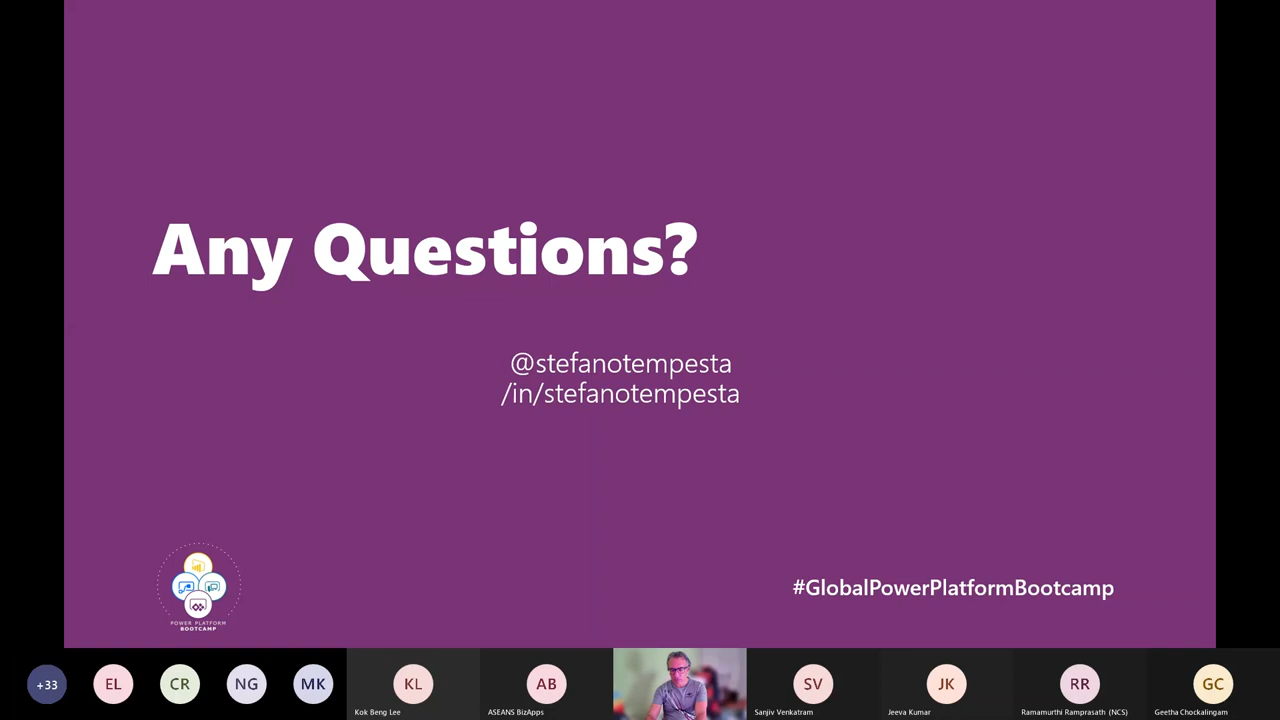 Any Questions?
@stefanotempesta
/in/stefanotempesta
POWER PLATFORM
BOOTCAMP
#GlobalPowerPlatformBootcamp
+33
EL
CR
NG
MK
KL
AB
SV
JK
RR
GC
Kok Beng Lee
ASEANS BizApps
Sanjiv Venkatram
Jeeva Kumar
Ramamurthi Ramprasath (NCS)
Geetha Chockalingam